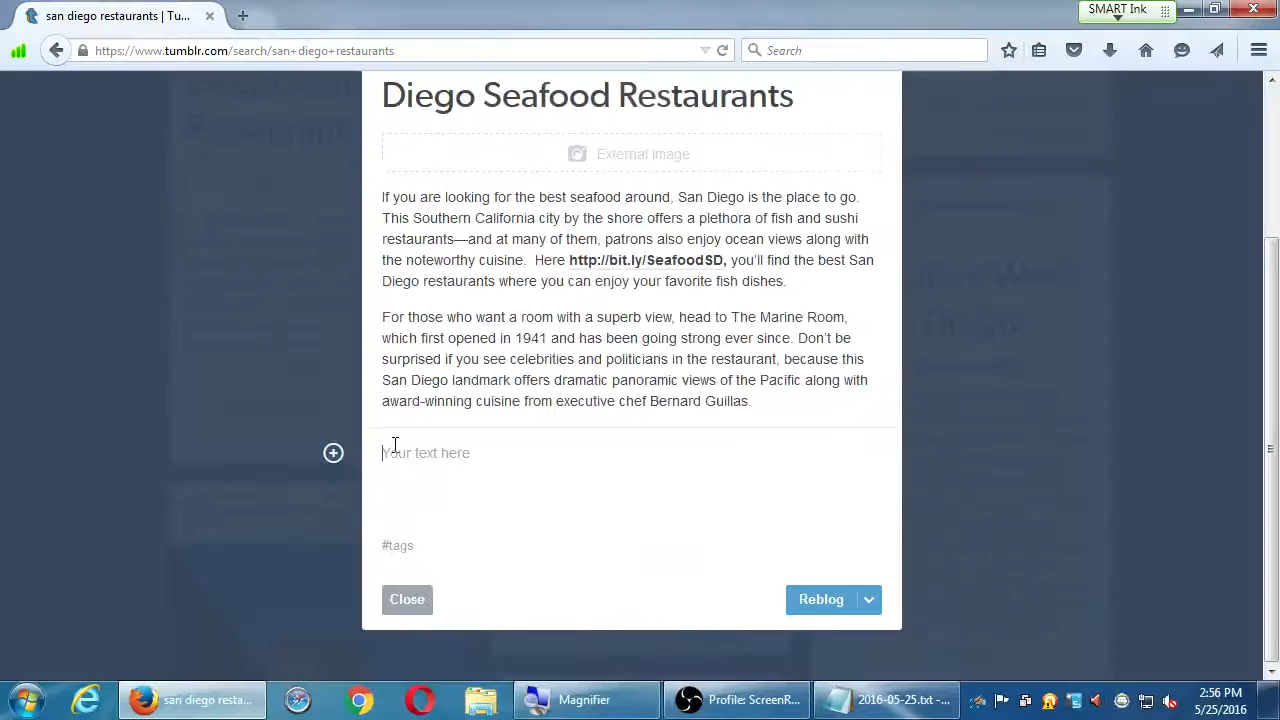 san diego restaurants | Tu...
SMART Ink
https://www.tumblr.com/search/san+diego+restaurants
Search
Diego Seafood Restaurants
External image
If you are looking for the best seafood around, San Diego is the place to go.
This Southern California city by the shore offers a plethora of fish and sushi
restaurants—and at many of them, patrons also enjoy ocean views along with
the noteworthy cuisine.  Here http://bit.ly/SeafoodSD, you'll find the best San
Diego restaurants where you can enjoy your favorite fish dishes.
For those who want a room with a superb view, head to The Marine Room,
which first opened in 1941 and has been going strong ever since. Don't be
surprised if you see celebrities and politicians in the restaurant, because this
San Diego landmark offers dramatic panoramic views of the Pacific along with
award-winning cuisine from executive chef Bernard Guillas.
Your text here
#tags
Close
Reblog
san diego resta...
Magnifier
Profile: ScreenR...
2016-05-25.txt -...
2:56 PM
5/25/2016